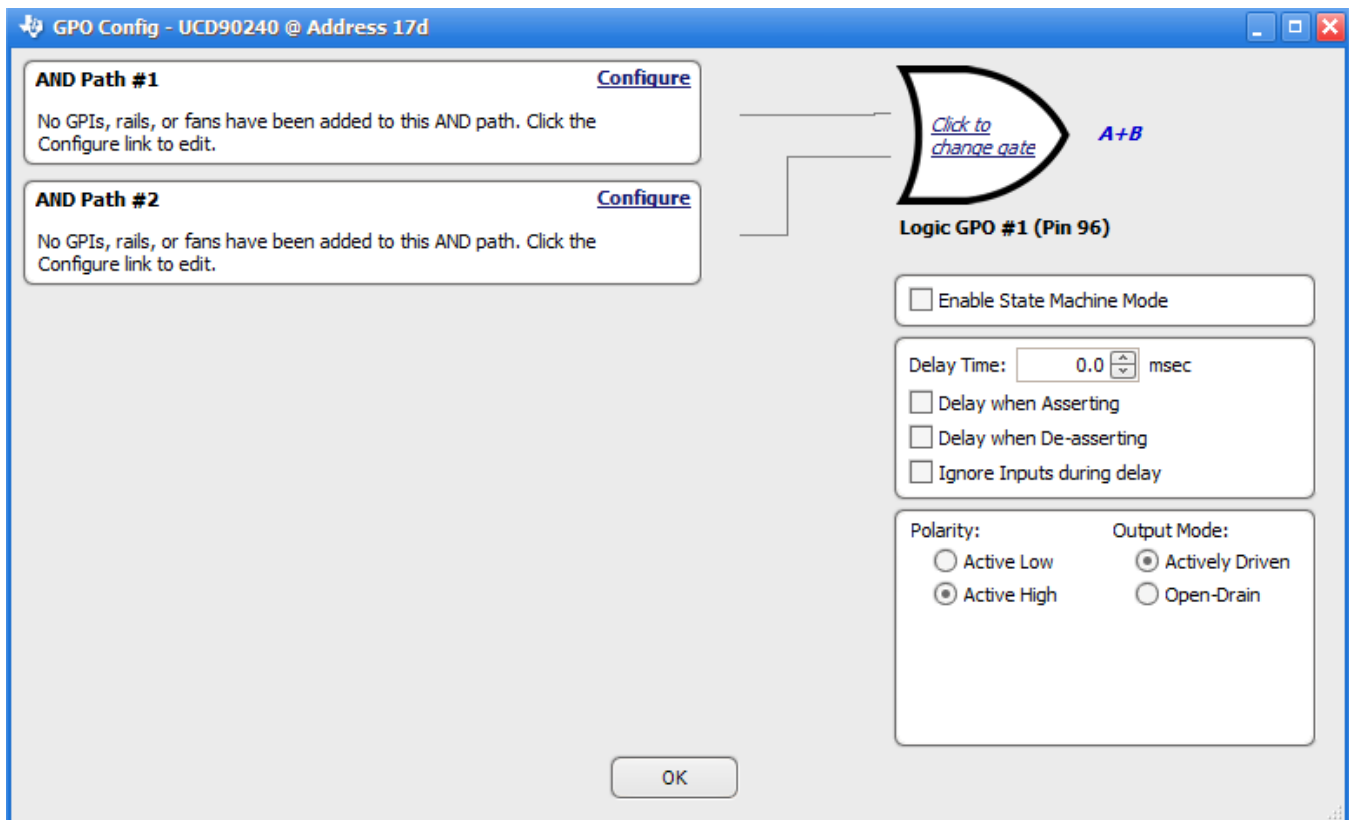 GPO Config - UCD90240 @ Address 17d
AND Path #1
Configure
No GPIs, rails, or fans have been added to this AND path. Click the
Configure link to edit.
AND Path #2
Configure
No GPIs, rails, or fans have been added to this AND path. Click the
Configure link to edit.
Click to
change gate
A+B
Logic GPO #1 (Pin 96)
Enable State Machine Mode
Delay Time: 0.0 msec
Delay when Asserting
Delay when De-asserting
Ignore Inputs during delay
Polarity: Output Mode:
Active Low Actively Driven
Active High Open-Drain
OK